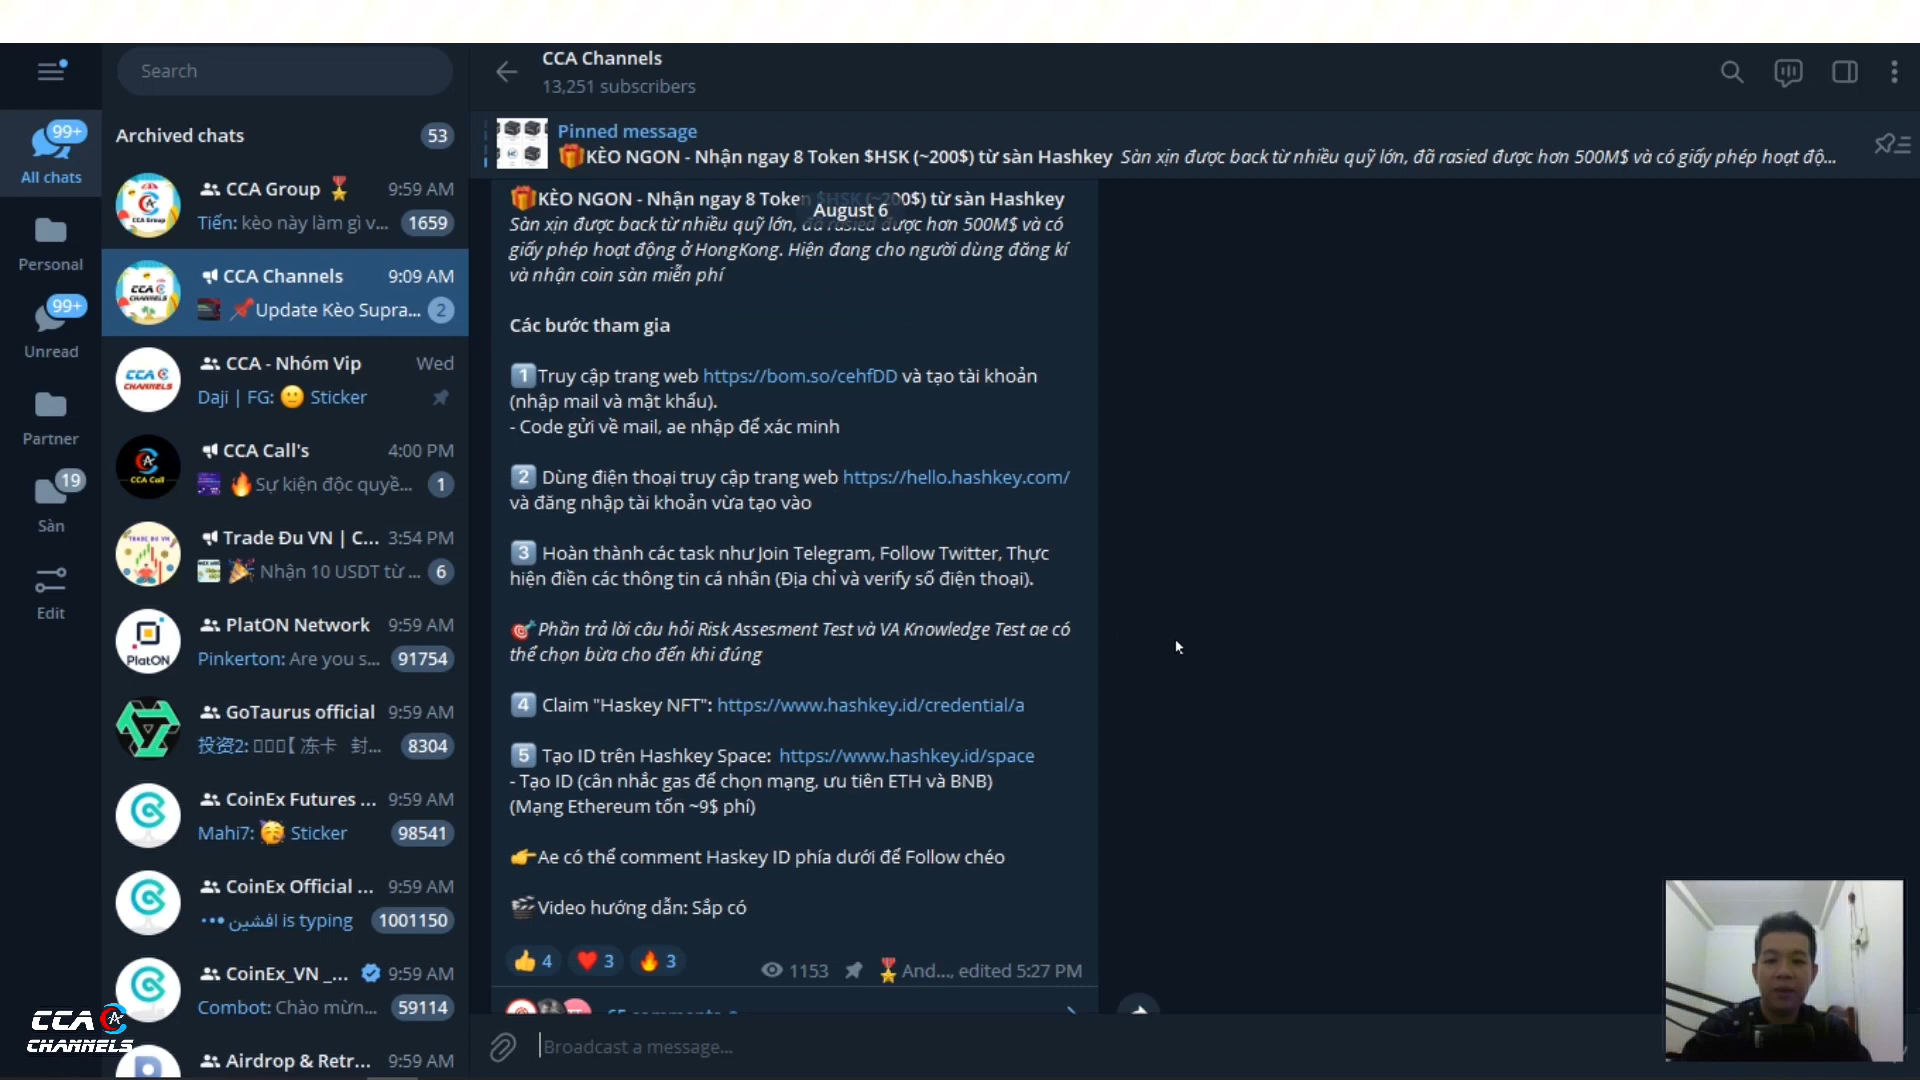 Search
All chats
99+
Personal
99+
Unread
Partner
19
Sàn
Edit
Archived chats
53
CCA Group
9:59 AM
Tiến: kèo này làm gì v...
1659
CCA Channels
9:09 AM
Update Kèo Supra...
2
CCA - Nhóm Vip
Wed
Daji | FG: Sticker
CCA Call's
4:00 PM
Sự kiện độc quyề...
1
Trade Đu VN | C...
3:54 PM
Nhận 10 USDT từ ...
6
PlatON Network
9:59 AM
Pinkerton: Are you s...
91754
PlatON
GoTaurus official
9:59 AM
投资2: 【 冻卡 封...
8304
CoinEx Futures ...
9:59 AM
Mahi7: Sticker
98541
CoinEx Official ...
9:59 AM
افشین is typing
1001150
CoinEx_VN _...
9:59 AM
Combot: Chào mừn...
59114
Airdrop & Retr...
9:59 AM
CCA
CHANNELS
CCA Channels
13,251 subscribers
Pinned message
KÈO NGON - Nhận ngay 8 Token $HSK (~200$) từ sàn Hashkey Sàn xịn được back từ nhiều quỹ lớn, đã rasied được hơn 500M$ và có giấy phép hoạt độ...
KÈO NGON - Nhận ngay 8 Token $HSK (~200$) từ sàn Hashkey
August 6
Sàn xịn được back từ nhiều quỹ lớn, đã rasied được hơn 500M$ và có
giấy phép hoạt động ở HongKong. Hiện đang cho người dùng đăng kí
và nhận coin sàn miễn phí
Các bước tham gia
1 Truy cập trang web https://bom.so/cehfDD và tạo tài khoản
(nhập mail và mật khẩu).
- Code gửi về mail, ae nhập để xác minh
2 Dùng điện thoại truy cập trang web https://hello.hashkey.com/
và đăng nhập tài khoản vừa tạo vào
3 Hoàn thành các task như Join Telegram, Follow Twitter, Thực
hiện điền các thông tin cá nhân (Địa chỉ và verify số điện thoại).
Phần trả lời câu hỏi Risk Assesment Test và VA Knowledge Test ae có
thể chọn bừa cho đến khi đúng
4 Claim "Haskey NFT": https://www.hashkey.id/credential/a
5 Tạo ID trên Hashkey Space: https://www.hashkey.id/space
- Tạo ID (cân nhắc gas để chọn mạng, ưu tiên ETH và BNB)
(Mạng Ethereum tốn ~9$ phí)
Ae có thể comment Haskey ID phía dưới để Follow chéo
Video hướng dẫn: Sắp có
4
3
3
1153
And..., edited 5:27 PM
Broadcast a message...